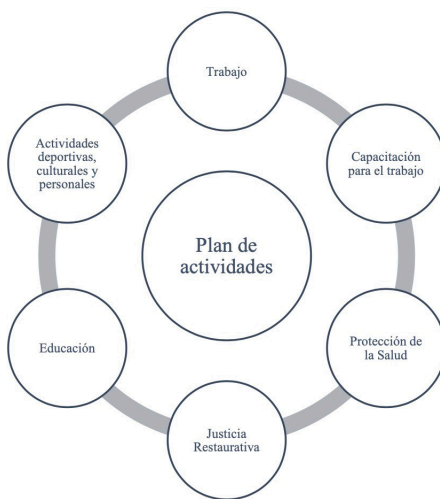 Trabajo
Capacitación
para el trabajo
Protección de
la Salud
Justicia
Restaurativa
Educación
Actividades
deportivas,
culturales y
personales
Plan de
actividades